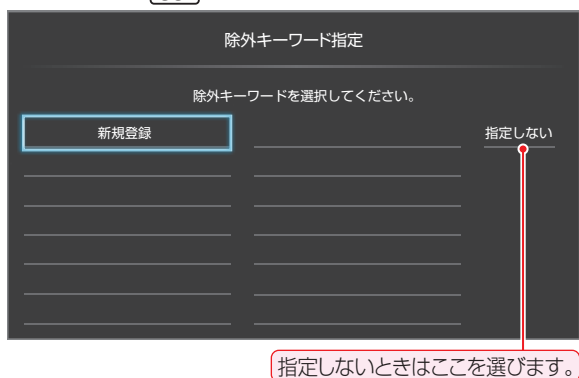 除外キーワード指定
除外キーワードを選択してください。
新規登録
指定しない
指定しないときはここを選びます。